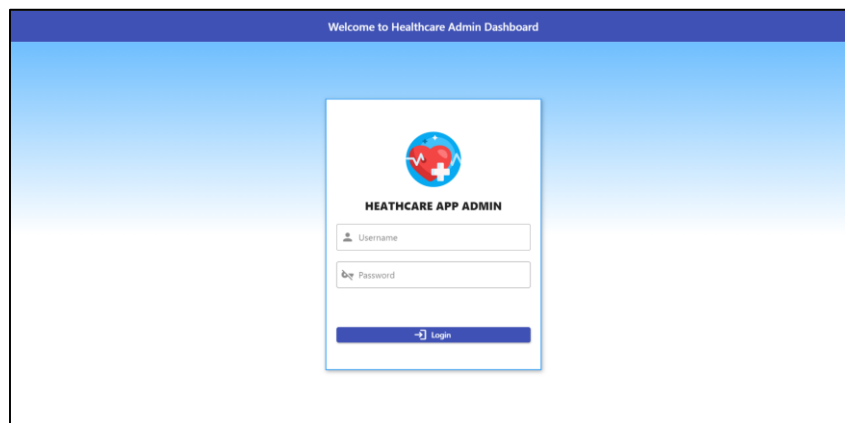 Welcome to Healthcare Admin Dashboard
HEATHCARE APP ADMIN
Username
Password
Login